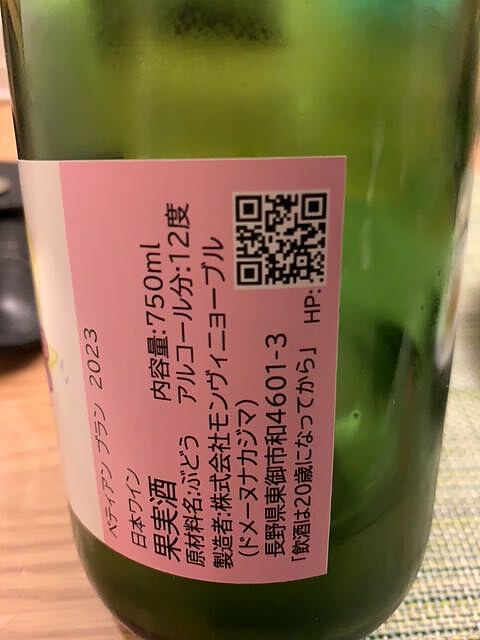 ペティアン ブラン 2023
日本ワイン
果実酒 内容量:750ml
原材料名:ぶどう アルコール分:12度
製造者:株式会社モンヴィニョーブル
(ドメーヌナカジマ)
長野県東御市和4601-3 HP:
「飲酒は20歳になってから」